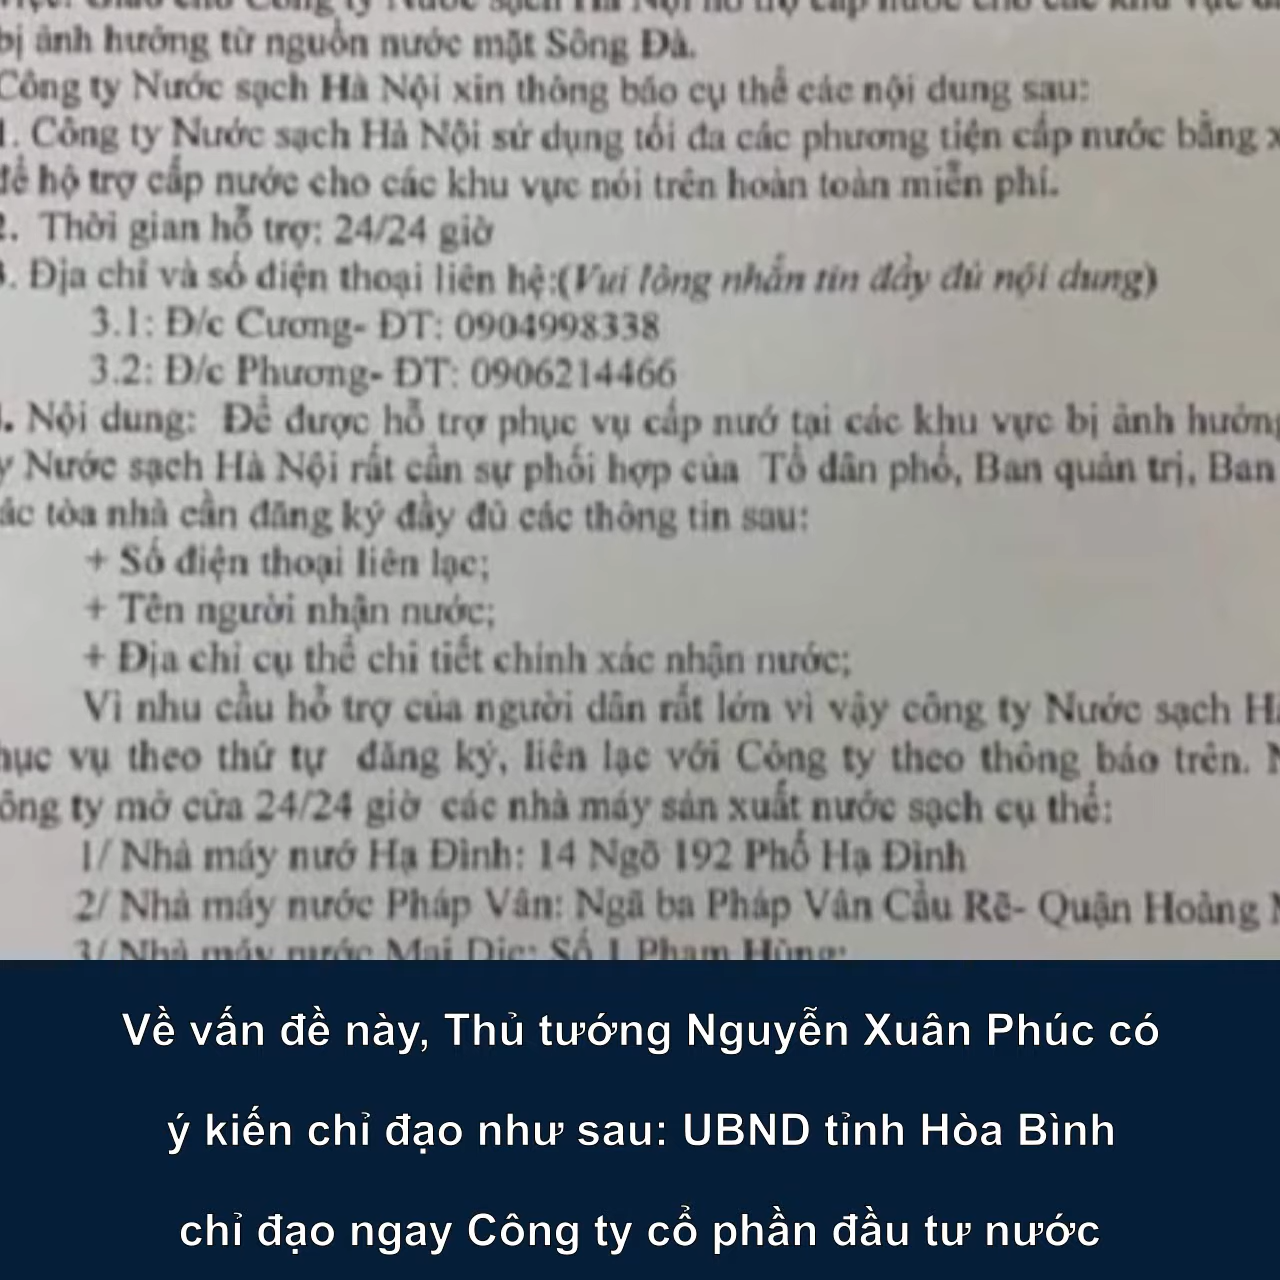 bị ảnh hưởng từ nguồn nước mặt Sông Đà.
Công ty Nước sạch Hà Nội xin thông báo cụ thể các nội dung sau:
1. Công ty Nước sạch Hà Nội sử dụng tối đa các phương tiện cấp nước bằng
để hộ trợ cấp nước cho các khu vực nói trên hoàn toàn miễn phí.
2. Thời gian hỗ trợ: 24/24 giờ
3. Địa chỉ và số điện thoại liên hệ:(Vui lòng nhắn tin đầy đủ nội dung)
3.1: Đ/c Cương- ĐT: 0904998338
3.2: Đ/c Phương- ĐT: 0906214466
. Nội dung: Để được hỗ trợ phục vụ cấp nướ tại các khu vực bị ảnh hưởng
y Nước sạch Hà Nội rất cần sự phối hợp của Tổ dân phố, Ban quản trị, Ban
ác tòa nhà cần đăng ký đầy đủ các thông tin sau:
+ Số điện thoại liên lạc;
+ Tên người nhận nước;
+ Địa chỉ cụ thể chi tiết chính xác nhận nước;
Vì nhu cầu hỗ trợ của người dân rất lớn vì vậy công ty Nước sạch
hục vụ theo thứ tự đăng ký, liên lạc với Công ty theo thông báo trên.
ông ty mở cửa 24/24 giờ các nhà máy sản xuất nước sạch cụ thể:
1/ Nhà máy nướ Hạ Đình: 14 Ngõ 192 Phố Hạ Đình
2/ Nhà máy nước Pháp Vân: Ngã ba Pháp Vân Cầu Rẽ- Quận Hoàng
3/ Nhà máy nước Mai Dịc: Số 1 Phạm Hùng;
Về vấn đề này, Thủ tướng Nguyễn Xuân Phúc có
ý kiến chỉ đạo như sau: UBND tỉnh Hòa Bình
chỉ đạo ngay Công ty cổ phần đầu tư nước